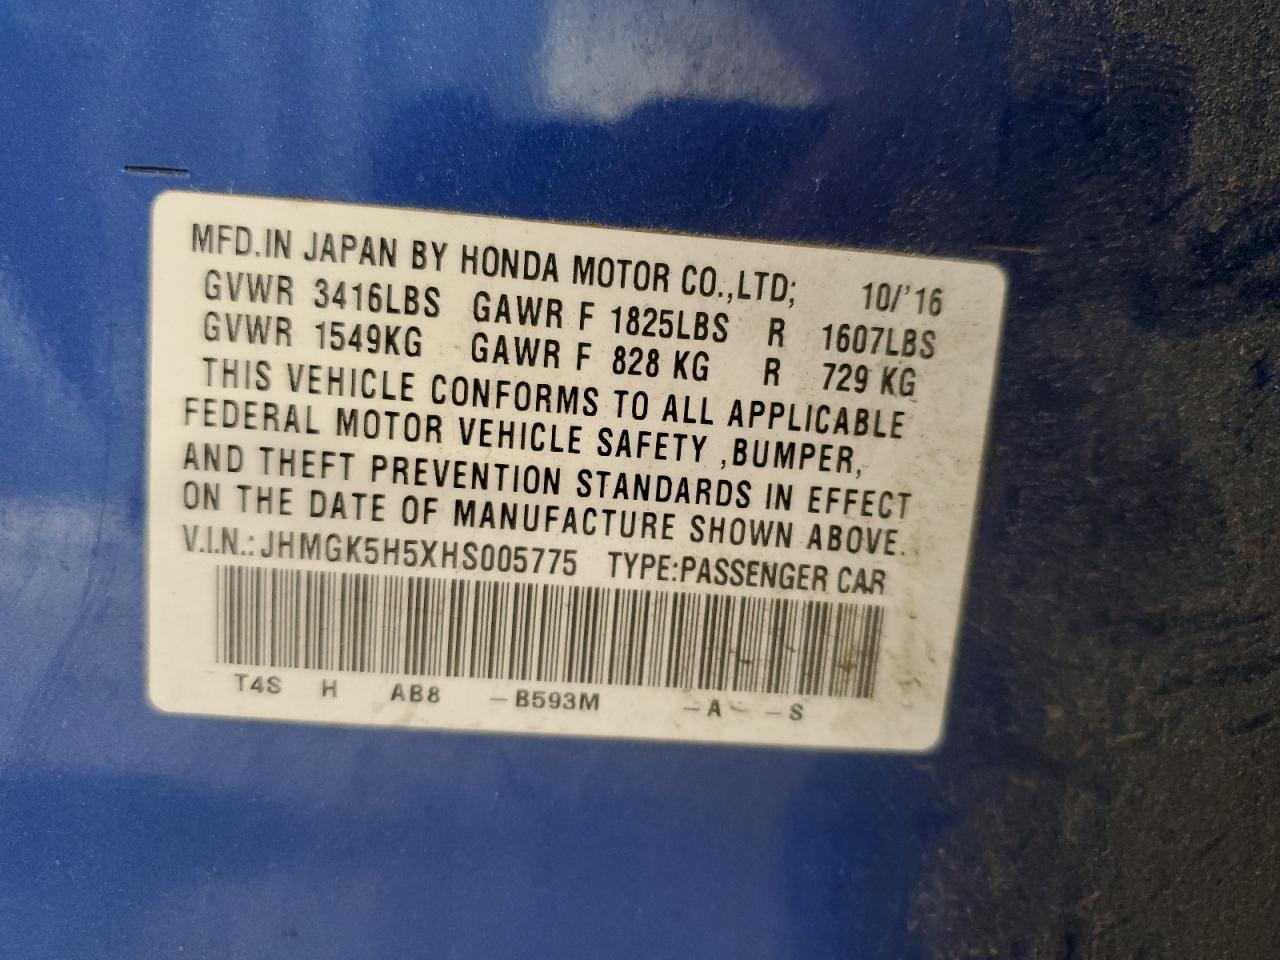 MFD.IN JAPAN BY HONDA MOTOR CO.,LTD; 10/'16
GVWR 3416LBS GAWR F 1825LBS R 1607LBS
GVWR 1549KG GAWR F 828 KG R 729 KG
THIS VEHICLE CONFORMS TO ALL APPLICABLE
FEDERAL MOTOR VEHICLE SAFETY ,BUMPER,
AND THEFT PREVENTION STANDARDS IN EFFECT
ON THE DATE OF MANUFACTURE SHOWN ABOVE.
V.I.N.: JHMGK5H5XHS005775 TYPE:PASSENGER CAR
T4S H AB8 -B593M -A- -S